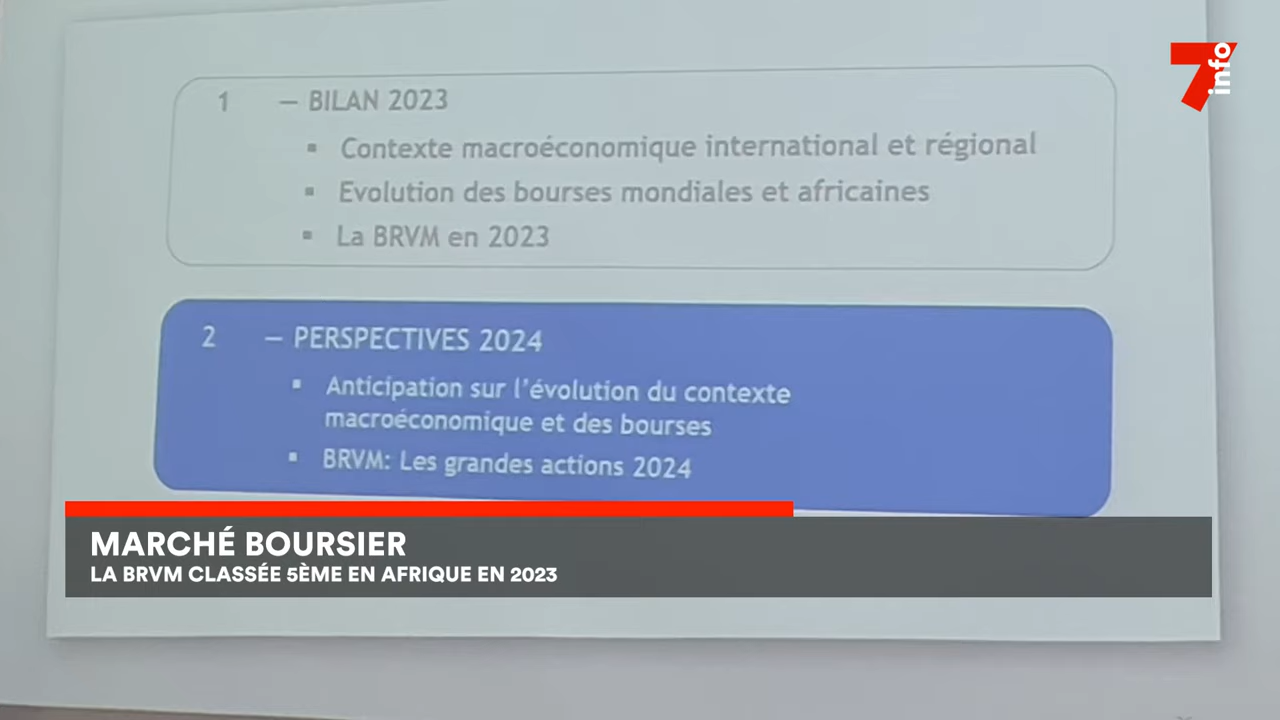 7info
1 — BILAN 2023
▪ Contexte macroéconomique international et régional
▪ Evolution des bourses mondiales et africaines
▪ La BRVM en 2023
2 — PERSPECTIVES 2024
▪ Anticipation sur l'évolution du contexte
macroéconomique et des bourses
▪ BRVM: Les grandes actions 2024
MARCHÉ BOURSIER
LA BRVM CLASSÉE 5ÈME EN AFRIQUE EN 2023